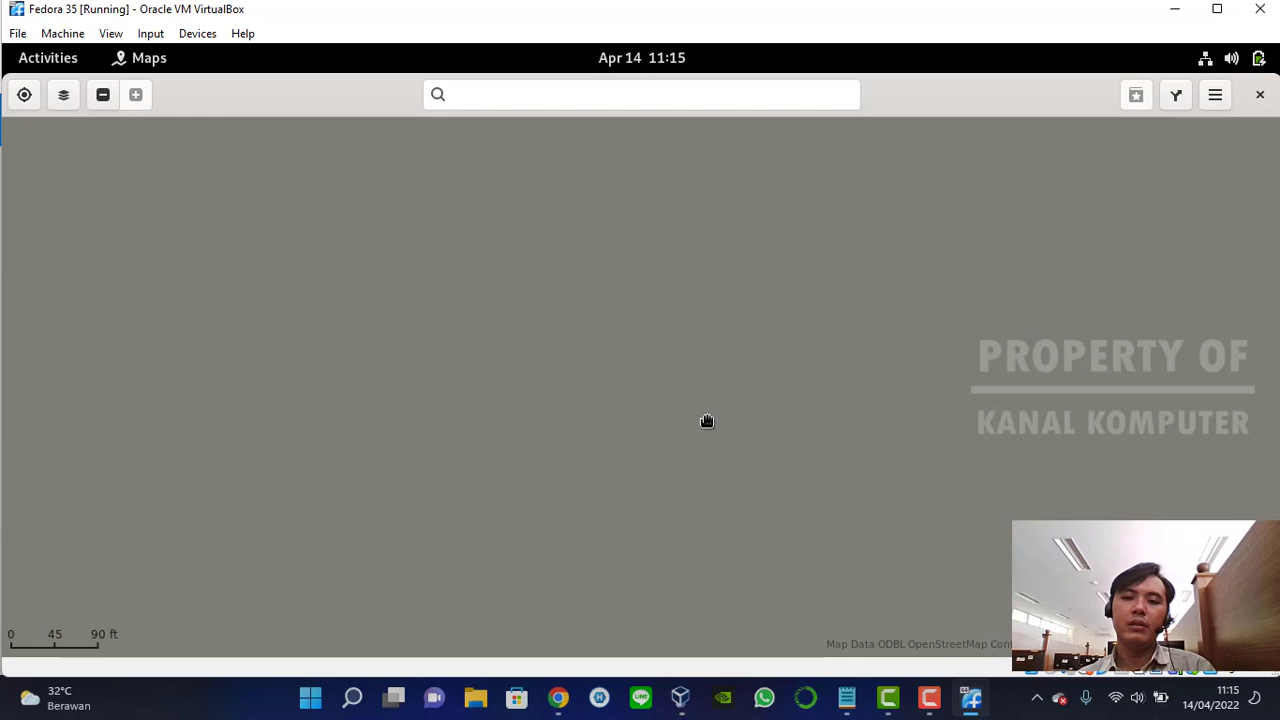 Fedora 35 [Running] - Oracle VM VirtualBox
File Machine View Input Devices Help
Activities Maps Apr 14 11:15
PROPERTY OF
KANAL KOMPUTER
0 45 90 ft
Map Data ODBL OpenStreetMap
32°C
Berawan
11:15
14/04/2022